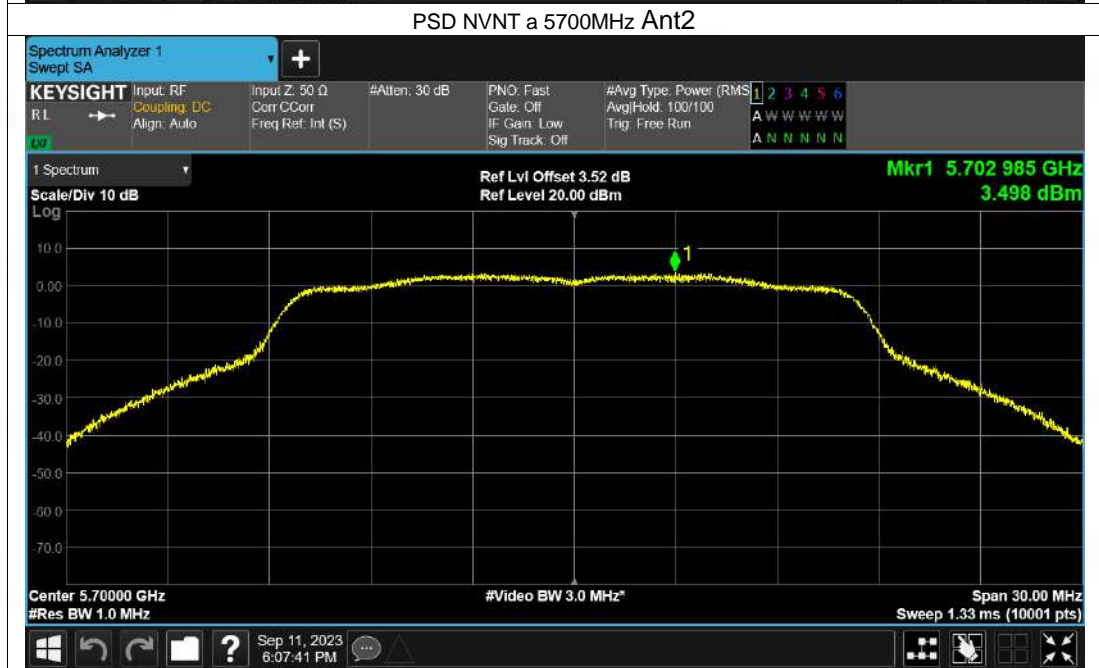 PSD NVNT a 5700MHz Ant2
Spectrum Analyzer 1
Swept SA
+
KEYSIGHT
RL
Input: RF
Coupling: DC
Align: Auto
Input Z: 50 Ω
Corr CCorr
Freq Ref: Int (S)
#Atten: 30 dB
PNO: Fast
Gate: Off
IF Gain: Low
Sig Track: Off
#Avg Type: Power (RMS
Avg|Hold: 100/100
Trig: Free Run
1 2 3 4 5 6
A W W W W W
A N N N N N
1 Spectrum
Scale/Div 10 dB
Log
Ref Lvl Offset 3.52 dB
Ref Level 20.00 dBm
Mkr1 5.702 985 GHz
3.498 dBm
1
10.0
0.00
-10.0
-20.0
-30.0
-40.0
-50.0
-60.0
-70.0
Center 5.70000 GHz
#Res BW 1.0 MHz
#Video BW 3.0 MHz*
Span 30.00 MHz
Sweep 1.33 ms (10001 pts)
?
Sep 11, 2023
6:07:41 PM